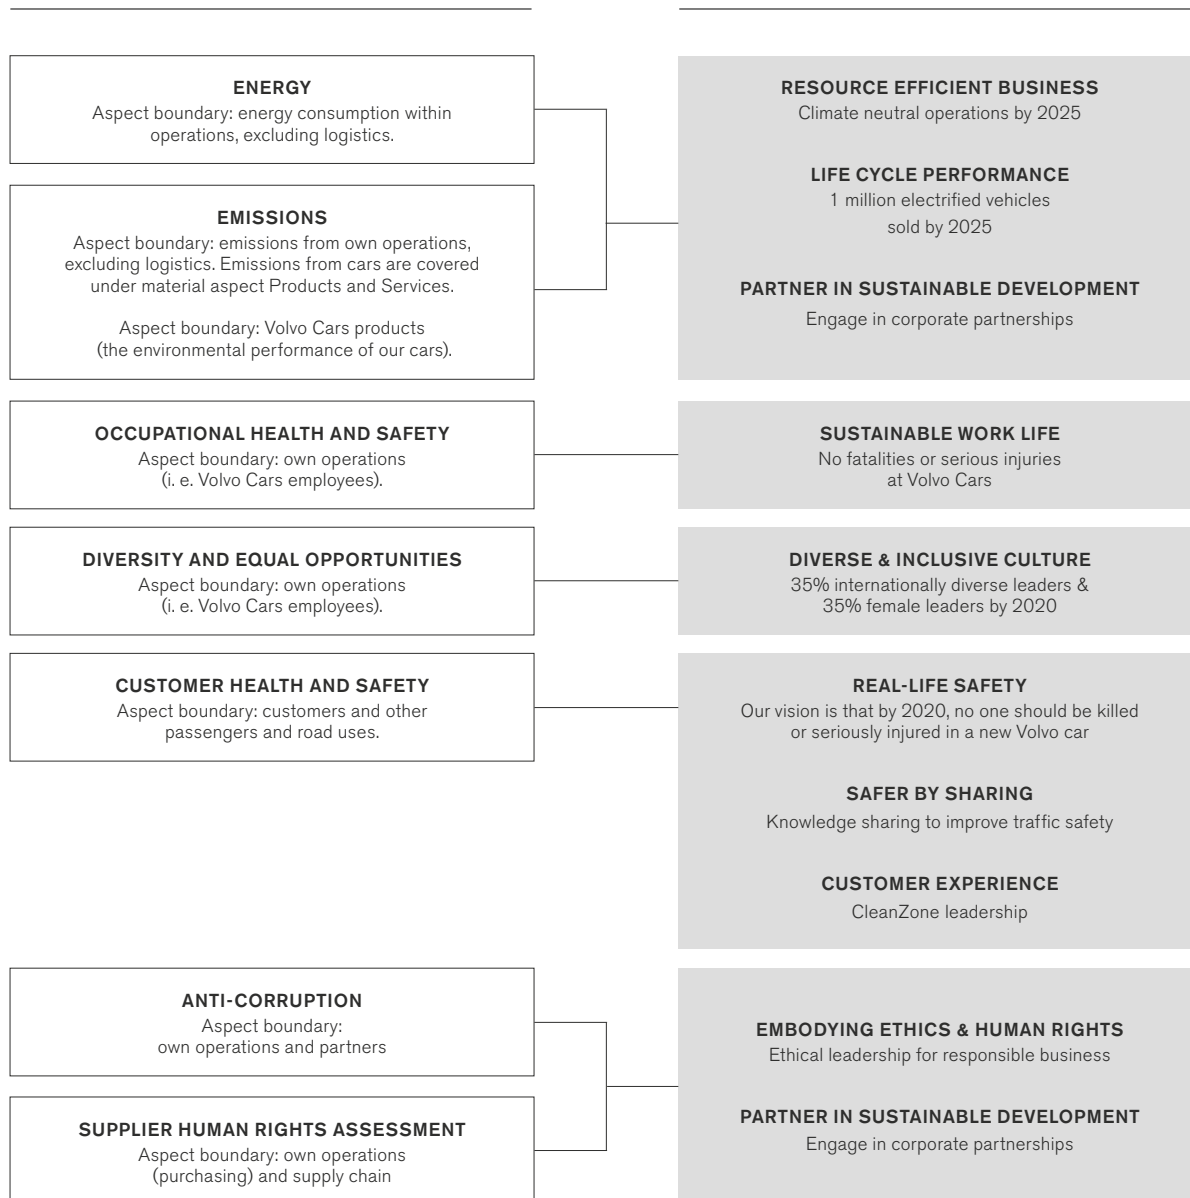 ENERGY
Aspect boundary: energy consumption within
operations, excluding logistics.
EMISSIONS
Aspect boundary: emissions from own operations,
excluding logistics. Emissions from cars are covered
under material aspect Products and Services.
Aspect boundary: Volvo Cars products
(the environmental performance of our cars).
RESOURCE EFFICIENT BUSINESS
Climate neutral operations by 2025
LIFE CYCLE PERFORMANCE
1 million electrified vehicles
sold by 2025
PARTNER IN SUSTAINABLE DEVELOPMENT
Engage in corporate partnerships
OCCUPATIONAL HEALTH AND SAFETY
Aspect boundary: own operations
(i. e. Volvo Cars employees).
SUSTAINABLE WORK LIFE
No fatalities or serious injuries
at Volvo Cars
DIVERSITY AND EQUAL OPPORTUNITIES
Aspect boundary: own operations
(i. e. Volvo Cars employees).
DIVERSE & INCLUSIVE CULTURE
35% internationally diverse leaders &
35% female leaders by 2020
CUSTOMER HEALTH AND SAFETY
Aspect boundary: customers and other
passengers and road uses.
REAL-LIFE SAFETY
Our vision is that by 2020, no one should be killed
or seriously injured in a new Volvo car
SAFER BY SHARING
Knowledge sharing to improve traffic safety
CUSTOMER EXPERIENCE
CleanZone leadership
ANTI-CORRUPTION
Aspect boundary:
own operations and partners
SUPPLIER HUMAN RIGHTS ASSESSMENT
Aspect boundary: own operations
(purchasing) and supply chain
EMBODYING ETHICS & HUMAN RIGHTS
Ethical leadership for responsible business
PARTNER IN SUSTAINABLE DEVELOPMENT
Engage in corporate partnerships